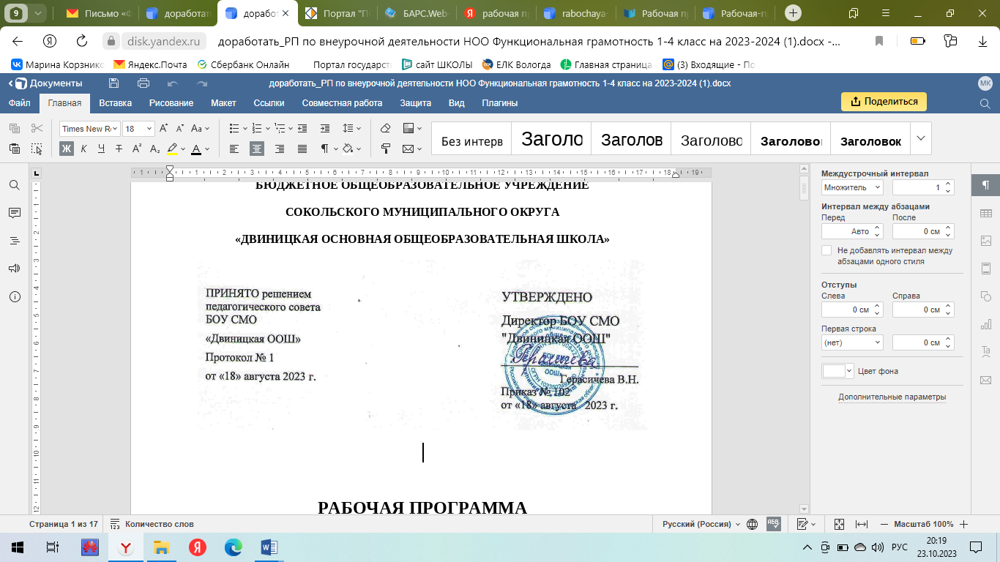 9
Письмо «Ф
доработат
доработ
Портал "П
БАРС.Web-
рабочая пр
rabochaya-
Рабочая пр
Рабочая-п
disk.yandex.ru
доработать_РП по внеурочной деятельности НОО Функциональная грамотность 1-4 класс на 2023-2024 (1).docx -...
Марина Корзник
Яндекс.Почта
Сбербанк Онлайн
Портал государст
сайт ШКОЛЫ
ЕЛК Вологда
Главная страница
(3) Входящие - По
Документы
доработать_РП по внеурочной деятельности НОО Функциональная грамотность 1-4 класс на 2023-2024 (1).docx
МК
Файл Главная Вставка Рисование Макет Ссылки Совместная работа Защита Вид Плагины
Поделиться
Times New Ro 18
Без интерв Заголо Заголов Заголово Заголово Заголовок
Ж К Ч Т
БЮДЖЕТНОЕ ОБЩЕОБРАЗОВАТЕЛЬНОЕ УЧРЕЖДЕНИЕ
СОКОЛЬСКОГО МУНИЦИПАЛЬНОГО ОКРУГА
«ДВИНИЦКАЯ ОСНОВНАЯ ОБЩЕОБРАЗОВАТЕЛЬНАЯ ШКОЛА»
ПРИНЯТО решением
педагогического совета
БОУ СМО
«Двиницкая ООШ»
Протокол № 1
от «18» августа 2023 г.
УТВЕРЖДЕНО
Директор БОУ СМО
"Двиницкая ООШ"
Герасичева В.Н.
Приказ № 102
от «18» августа 2023 г.
РАБОЧАЯ ПРОГРАММА
Междустрочный интервал
Множитель 1
Интервал между абзацами
Перед После
Авто 0 см
Не добавлять интервал между
абзацами одного стиля
Отступы
Слева Справа
0 см 0 см
Первая строка
(нет) 0 см
Цвет фона
Дополнительные параметры
Страница 1 из 17
Количество слов
Русский (Россия)
Масштаб 100%
РУС
20:19
23.10.2023